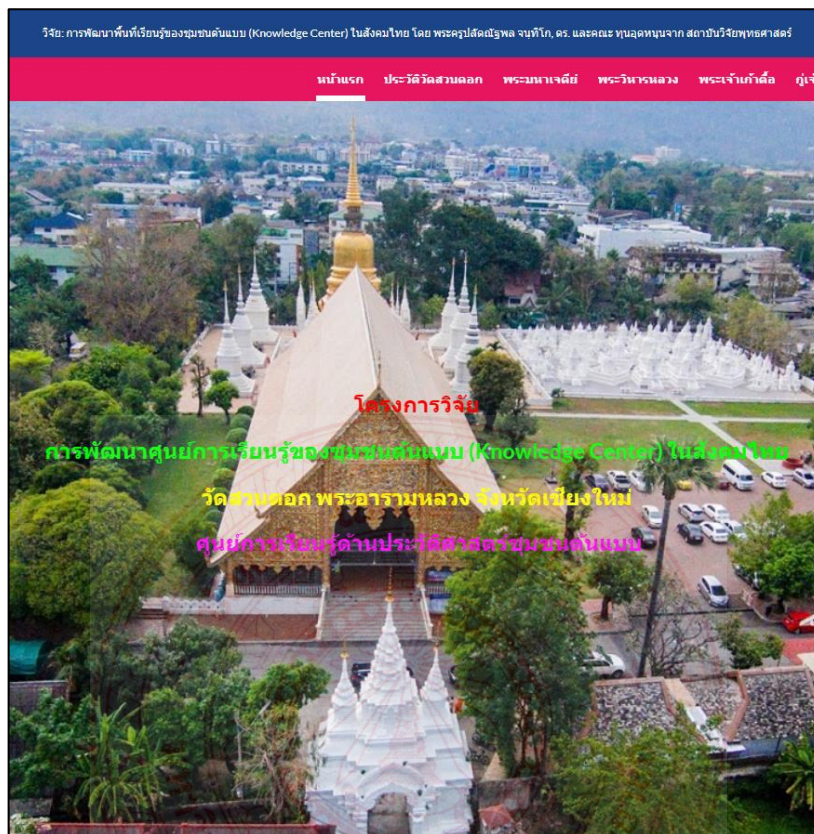 วิจัย: การพัฒนาพื้นที่เรียนรู้ของชุมชนต้นแบบ (Knowledge Center) ในสังคมไทย โดย พระครูปลัดณัฐพล จนฺทิโก, ดร. และคณะ ทุนอุดหนุนจาก สถาบันวิจัยพุทธศาสตร์
หน้าแรก ประวัติวัดสวนดอก พระมหาเจดีย์ พระวิหารหลวง พระเจ้าเก้าตื้อ
โครงการวิจัย
การพัฒนาศูนย์การเรียนรู้ของชุมชนต้นแบบ (Knowledge Center) ในสังคมไทย
วัดสวนดอก พระอารามหลวง จังหวัดเชียงใหม่
ศูนย์การเรียนรู้ด้านประวัติศาสตร์ชุมชนต้นแบบ